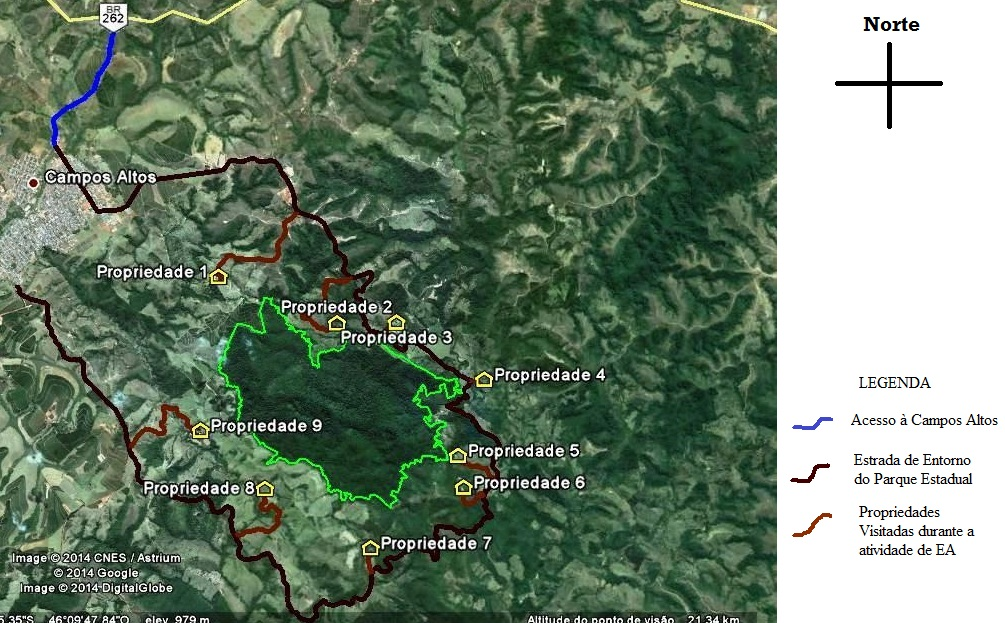 BR
262
Norte
Campos Altos
Propriedade 1
Propriedade 2
Propriedade 3
Propriedade 4
Propriedade 9
Propriedade 5
Propriedade 6
Propriedade 8
Propriedade 7
LEGENDA
Acesso à Campos Altos
Estrada de Entorno
do Parque Estadual
Propriedades
Visitadas durante a
atividade de EA
Image © 2014 CNES / Astrium
© 2014 Google
Image © 2014 DigitalGlobe
5.35"S 46°09'47.84"O elev. 979 m Altitude do ponto de visão 21.34 km